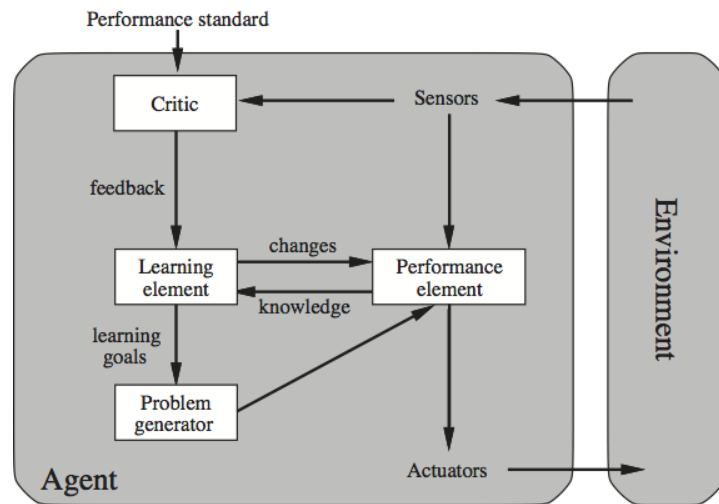 Performance standard
Critic
Sensors
feedback
changes
Learning
element
Performance
element
knowledge
learning
goals
Problem
generator
Agent
Actuators
Environment